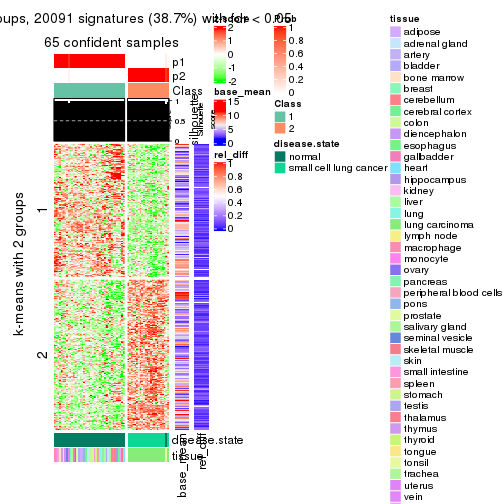 oups, 20091 signatures (38.7%) with fdr < 0.05
65 confident samples
p1
p2
Class
1
0.5
0
silhouette
k-means with 2 groups
1
2
disease.state
tissue
base_mean
rel_diff
z-score
2
1
0
-1
-2
base_mean
15
10
5
0
rel_diff
1
0.8
0.6
0.4
0.2
0
Prob
1
0.8
0.6
0.4
0.2
0
Class
1
2
disease.state
normal
small cell lung cancer
tissue
adipose
adrenal gland
artery
bladder
bone marrow
breast
cerebellum
cerebral cortex
colon
diencephalon
esophagus
gallbadder
heart
hippocampus
kidney
liver
lung
lung carcinoma
lymph node
macrophage
monocyte
ovary
pancreas
peripheral blood cells
pons
prostate
salivary gland
seminal vesicle
skeletal muscle
skin
small intestine
spleen
stomach
testis
thalamus
thymus
thyroid
tongue
tonsil
trachea
uterus
vein